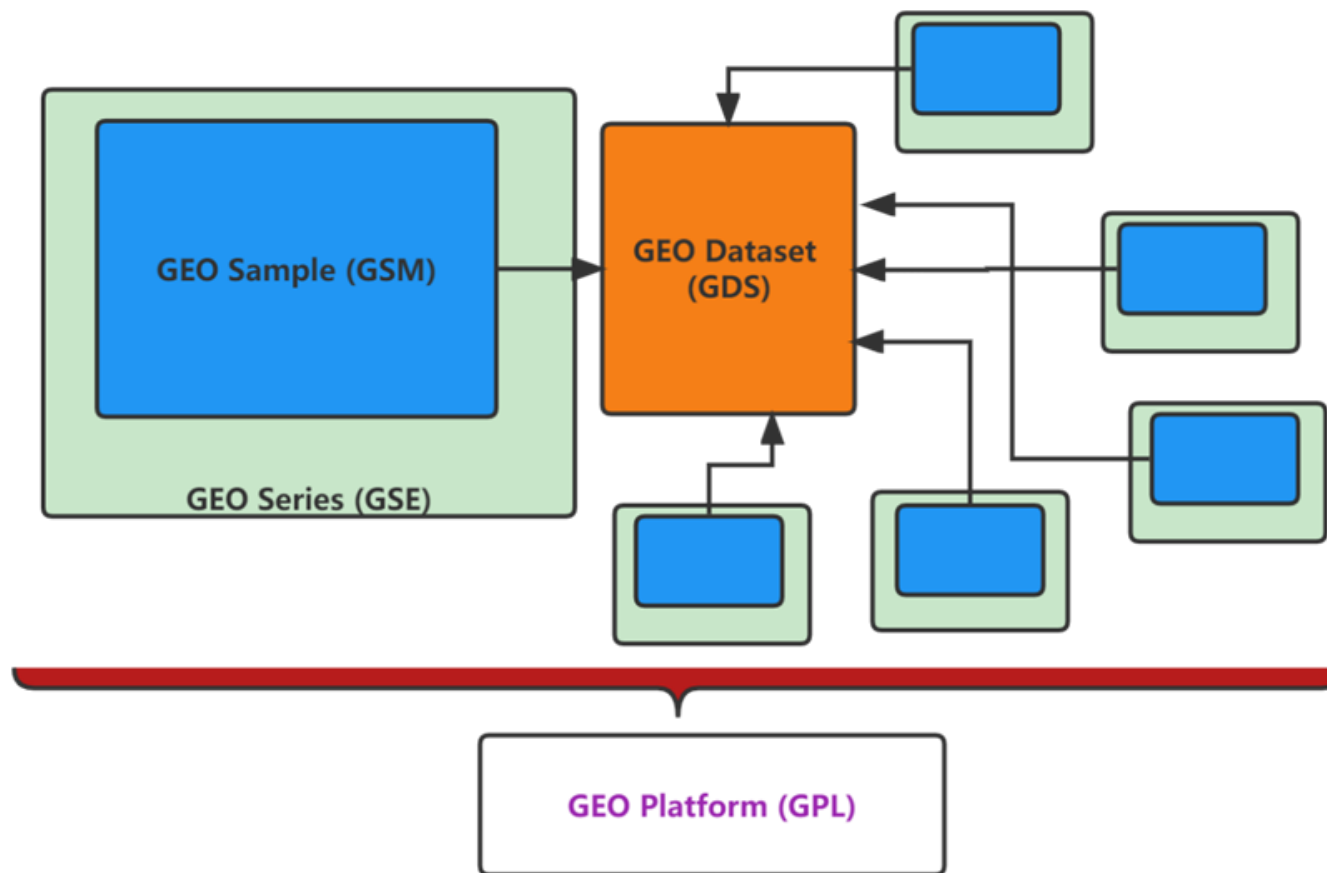 GEO Sample (GSM)
GEO Series (GSE)
GEO Dataset
(GDS)
GEO Platform (GPL)